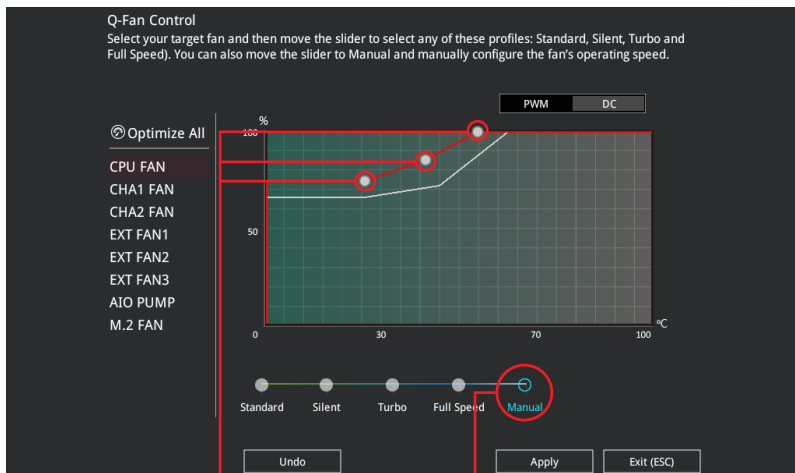 Q-Fan Control
Select your target fan and then move the slider to select any of these profiles: Standard, Silent, Turbo and
Full Speed). You can also move the slider to Manual and manually configure the fan’s operating speed.
PWM DC
Optimize All
CPU FAN
CHA1 FAN
CHA2 FAN
EXT FAN1
EXT FAN2
EXT FAN3
AIO PUMP
M.2 FAN
%
100
50
0 30 70 100 ºC
Standard Silent Turbo Full Speed Manual
Undo Apply Exit (ESC)